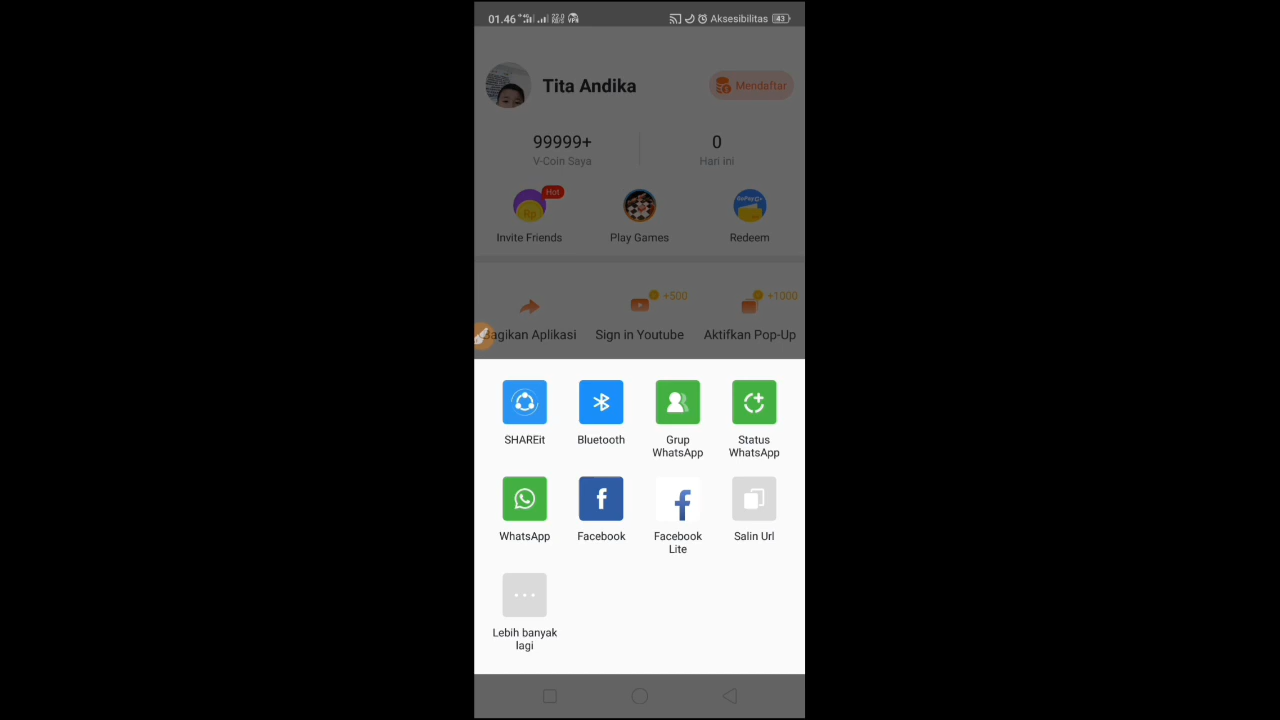 01.46
Aksesibilitas
43
Tita Andika
Mendaftar
99999+
0
V-Coin Saya
Hari ini
Hot
Rp
Invite Friends
Play Games
Redeem
+500
+1000
Bagikan Aplikasi
Sign in Youtube
Aktifkan Pop-Up
SHAREit
Bluetooth
Grup
WhatsApp
Status
WhatsApp
WhatsApp
Facebook
Facebook
Lite
Salin Url
Lebih banyak
lagi